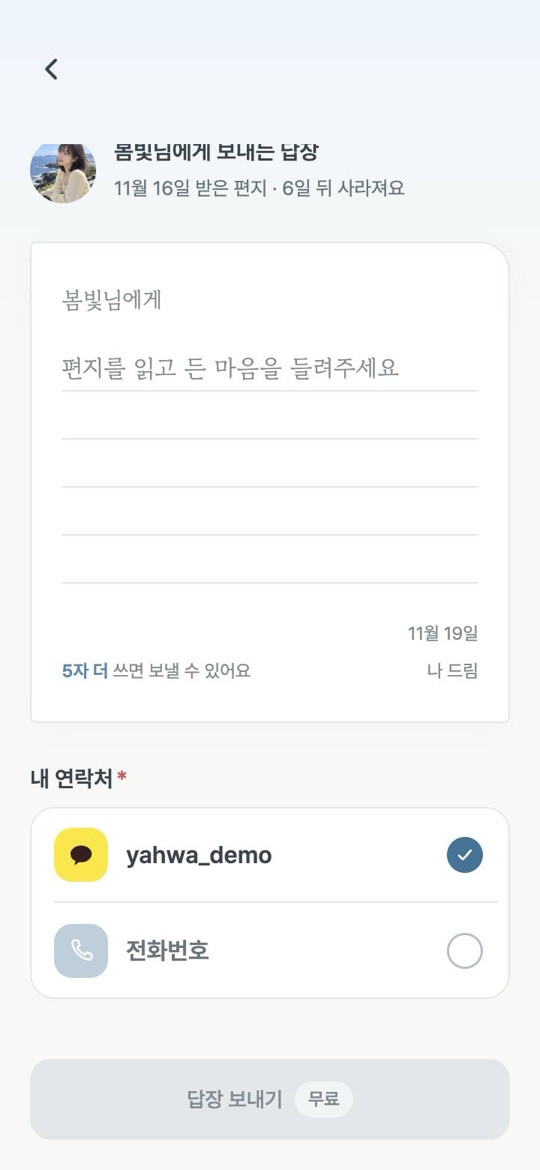 봄빛님에게 보내는 답장
11월 16일 받은 편지 · 6일 뒤 사라져요
봄빛님에게
편지를 읽고 든 마음을 들려주세요
11월 19일
5자 더 쓰면 보낼 수 있어요
나 드림
내 연락처 *
yahwa_demo
전화번호
답장 보내기 무료